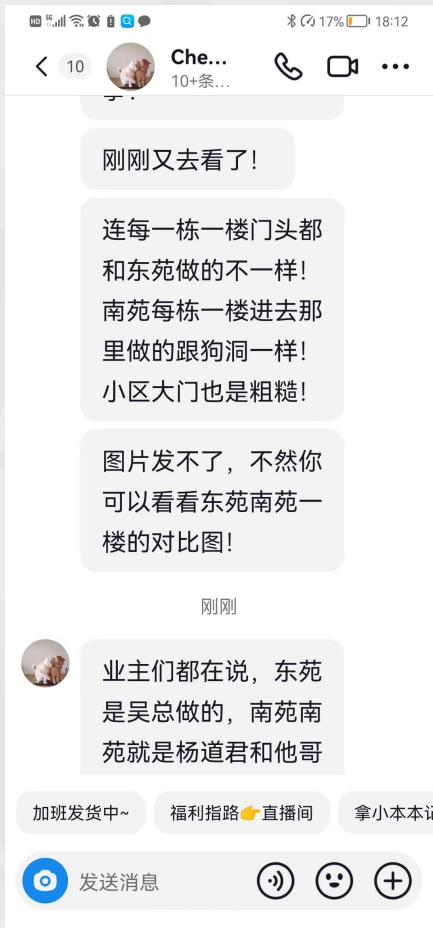 HD 5G 17% 18:12
10
Che...
10+条...
刚刚又去看了！
连每一栋一楼门头都
和东苑做的不一样！
南苑每栋一楼进去那
里做的跟狗洞一样！
小区大门也是粗糙！
图片发不了，不然你
可以看看东苑南苑一
楼的对比图！
刚刚
业主们都在说，东苑
是吴总做的，南苑南
苑就是杨道君和他哥
加班发货中~
福利指路👉直播间
拿小本本记
发送消息